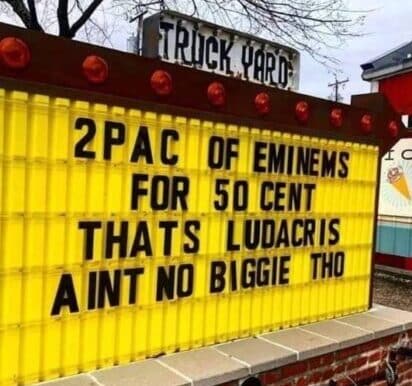 TRUCK YARD
2PAC OF EMINEMS
FOR 50 CENT
THATS LUDACRIS
AINT NO BIGGIE THO